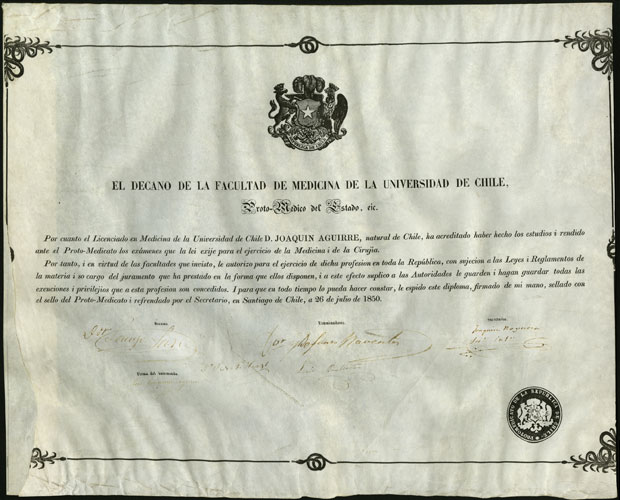 EL DECANO DE LA FACULTAD DE MEDICINA DE LA UNIVERSIDAD DE CHILE,
Proto-Medico del Estado, etc.
Por cuanto el Licenciado en Medicina de la Universidad de Chile D. JOAQUIN AGUIRRE, natural de Chile, ha acreditado haber hecho los estudios i rendido
ante el Proto-Medicato los exámenes que la lei exije para el ejercicio de la Medicina i de la Cirujia.
Por tanto, i en virtud de las facultades que invisto, le autorizo para el ejercicio de dicha profesion en toda la República, con sujecion a las Leyes i Reglamentos de
la materia i so cargo del juramento que ha prestado en la forma que ellos disponen, i a este efecto suplico a las Autoridades le guarden i hagan guardar todas las
exenciones i privilejios que a esta profesion son concedidos. I para que en todo tiempo lo pueda hacer constar, le espido este diploma, firmado de mi mano, sellado con
el sello del Proto-Medicato i refrendado por el Secretario, en Santiago de Chile, a 26 de julio de 1850.
Decano.
Secretario.
Firma del interesado.